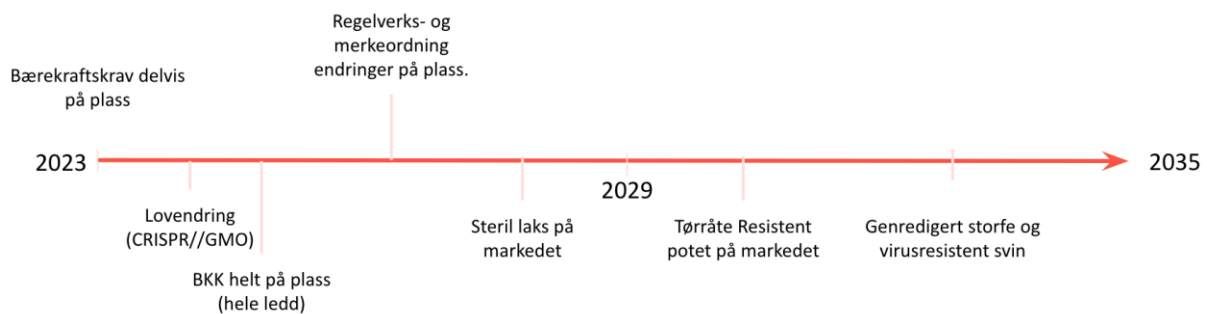 Regelverks- og
merkeordning
endringer på plass.
Bærekraftskrav delvis
på plass
2023
2035
2029
Lovendring
(CRISPR//GMO)
BKK helt på plass
(hele ledd)
Steril laks på
markedet
Tørråte Resistent
potet på markedet
Genredigert storfe og
virusresistent svin